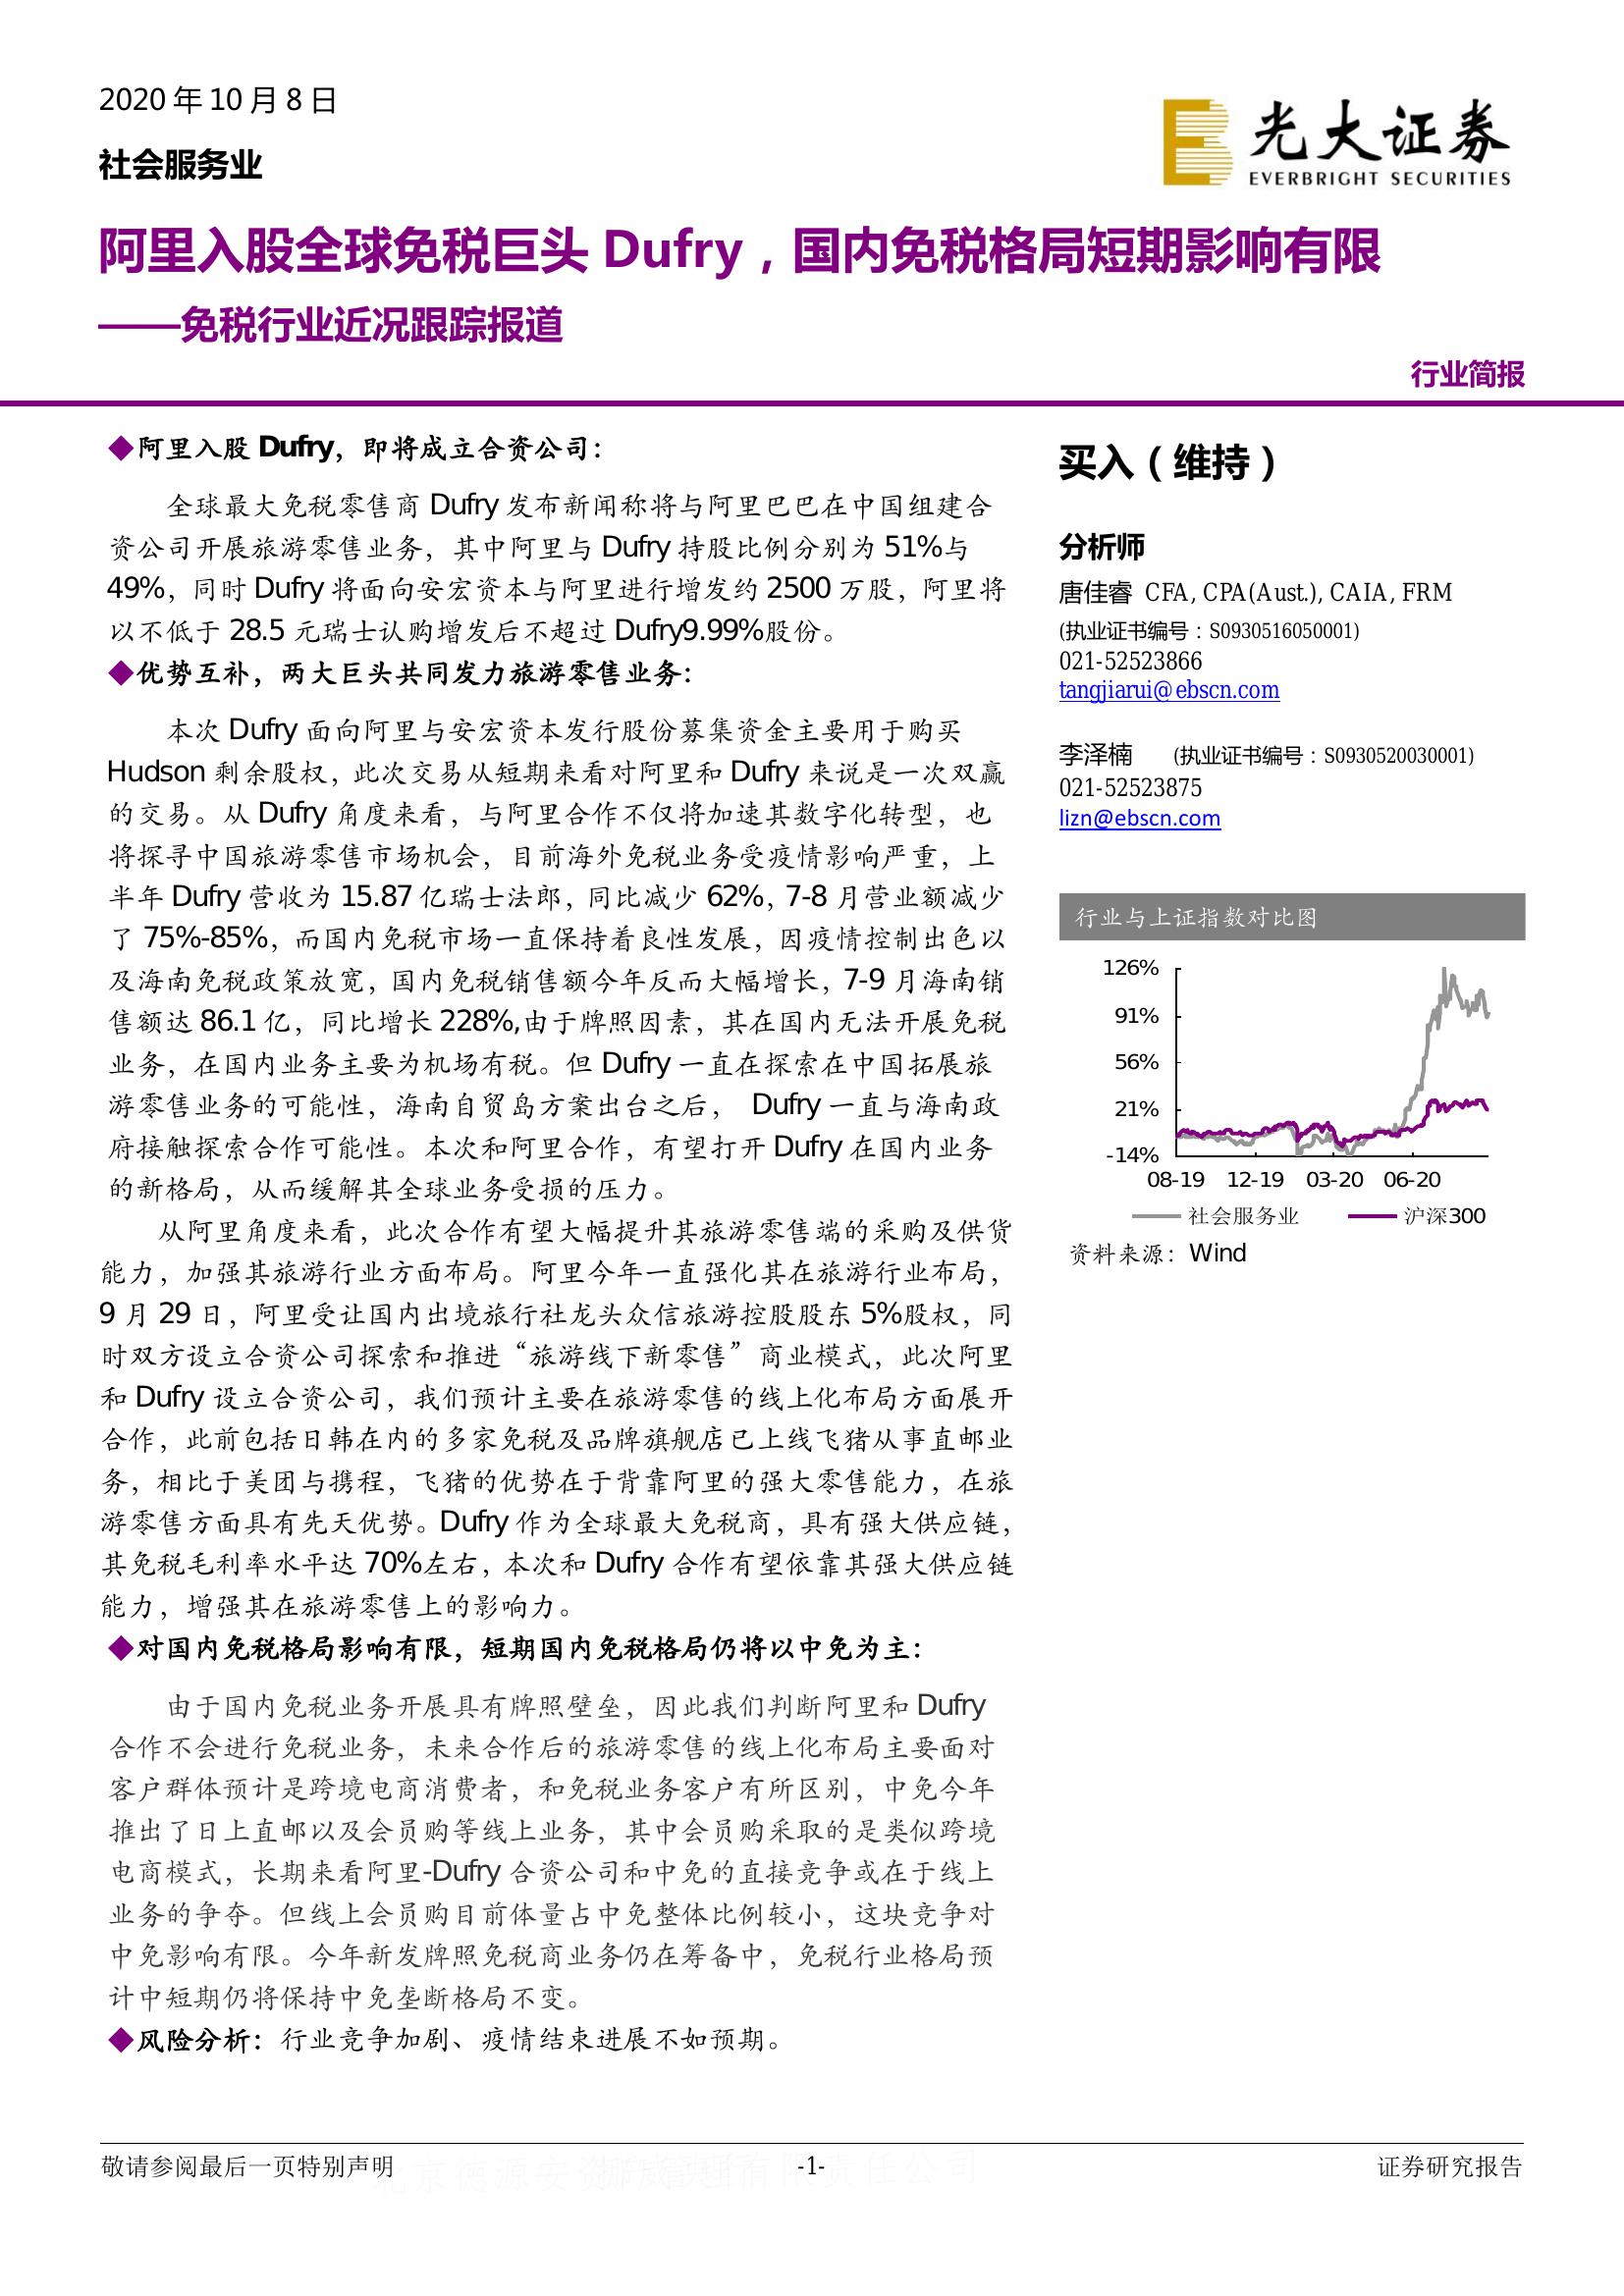 2020 年 10 月 8 日
社会服务业
光大证券
EVERBRIGHT SECURITIES
阿里入股全球免税巨头 Dufry，国内免税格局短期影响有限
——免税行业近况跟踪报道
行业简报
◆阿里入股 Dufry，即将成立合资公司：
全球最大免税零售商 Dufry 发布新闻称将与阿里巴巴在中国组建合
资公司开展旅游零售业务，其中阿里与 Dufry 持股比例分别为 51%与
49%，同时 Dufry 将面向安宏资本与阿里进行增发约 2500 万股，阿里将
以不低于 28.5 元瑞士认购增发后不超过 Dufry9.99%股份。
◆优势互补，两大巨头共同发力旅游零售业务：
本次 Dufry 面向阿里与安宏资本发行股份募集资金主要用于购买
Hudson 剩余股权，此次交易从短期来看对阿里和 Dufry 来说是一次双赢
的交易。从 Dufry 角度来看，与阿里合作不仅将加速其数字化转型，也
将探寻中国旅游零售市场机会，目前海外免税业务受疫情影响严重，上
半年 Dufry 营收为 15.87 亿瑞士法郎，同比减少 62%，7-8 月营业额减少
了 75%-85%，而国内免税市场一直保持着良性发展，因疫情控制出色以
及海南免税政策放宽，国内免税销售额今年反而大幅增长，7-9 月海南销
售额达 86.1 亿，同比增长 228%,由于牌照因素，其在国内无法开展免税
业务，在国内业务主要为机场有税。但 Dufry 一直在探索在中国拓展旅
游零售业务的可能性，海南自贸岛方案出台之后， Dufry 一直与海南政
府接触探索合作可能性。本次和阿里合作，有望打开 Dufry 在国内业务
的新格局，从而缓解其全球业务受损的压力。
从阿里角度来看，此次合作有望大幅提升其旅游零售端的采购及供货
能力，加强其旅游行业方面布局。阿里今年一直强化其在旅游行业布局，
9 月 29 日，阿里受让国内出境旅行社龙头众信旅游控股股东 5%股权，同
时双方设立合资公司探索和推进“旅游线下新零售”商业模式，此次阿里
和 Dufry 设立合资公司，我们预计主要在旅游零售的线上化布局方面展开
合作，此前包括日韩在内的多家免税及品牌旗舰店已上线飞猪从事直邮业
务，相比于美团与携程，飞猪的优势在于背靠阿里的强大零售能力，在旅
游零售方面具有先天优势。Dufry 作为全球最大免税商，具有强大供应链，
其免税毛利率水平达 70%左右，本次和 Dufry 合作有望依靠其强大供应链
能力，增强其在旅游零售上的影响力。
◆对国内免税格局影响有限，短期国内免税格局仍将以中免为主：
由于国内免税业务开展具有牌照壁垒，因此我们判断阿里和 Dufry
合作不会进行免税业务，未来合作后的旅游零售的线上化布局主要面对
客户群体预计是跨境电商消费者，和免税业务客户有所区别，中免今年
推出了日上直邮以及会员购等线上业务，其中会员购采取的是类似跨境
电商模式，长期来看阿里-Dufry 合资公司和中免的直接竞争或在于线上
业务的争夺。但线上会员购目前体量占中免整体比例较小，这块竞争对
中免影响有限。今年新发牌照免税商业务仍在筹备中，免税行业格局预
计中短期仍将保持中免垄断格局不变。
◆风险分析：行业竞争加剧、疫情结束进展不如预期。
买入（维持）
分析师
唐佳睿 CFA, CPA(Aust.), CAIA, FRM
(执业证书编号：S0930516050001)
021-52523866
tangjiarui@ebscn.com
李泽楠 (执业证书编号：S0930520030001)
021-52523875
lizn@ebscn.com
行业与上证指数对比图
126%
91%
56%
21%
-14%
08-19 12-19 03-20 06-20
社会服务业 沪深300
资料来源：Wind
敬请参阅最后一页特别声明 -1- 证券研究报告